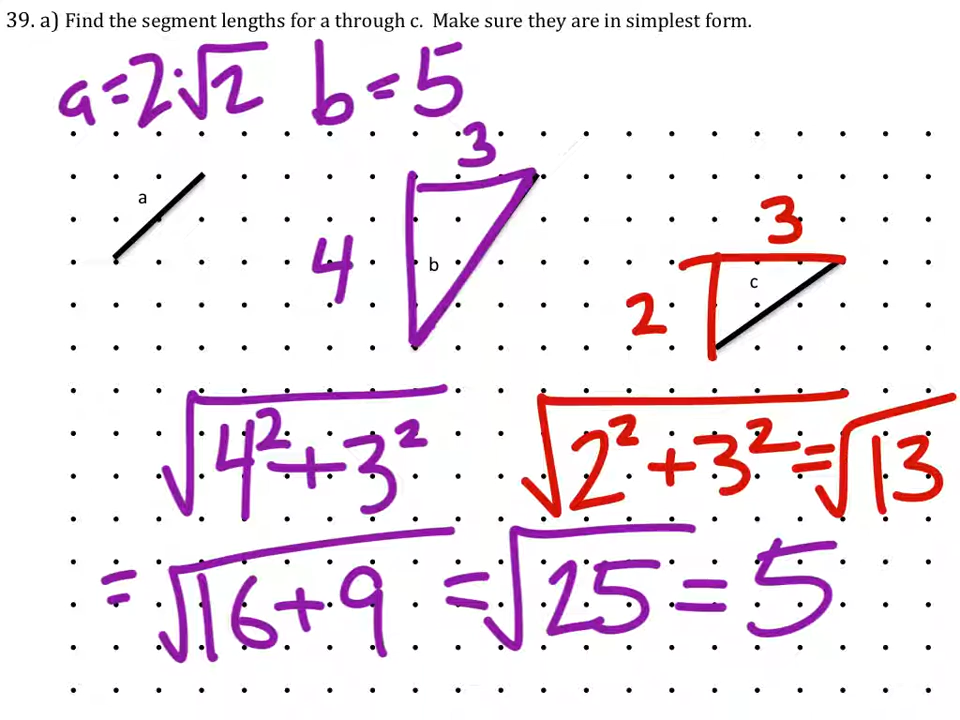 39. a) Find the segment lengths for a through c.  Make sure they are in simplest form.
a=2·√2 b=5
3
a
3
4
b
c
2
√4²+3² √2²+3²=√13
=√16+9 =√25=5